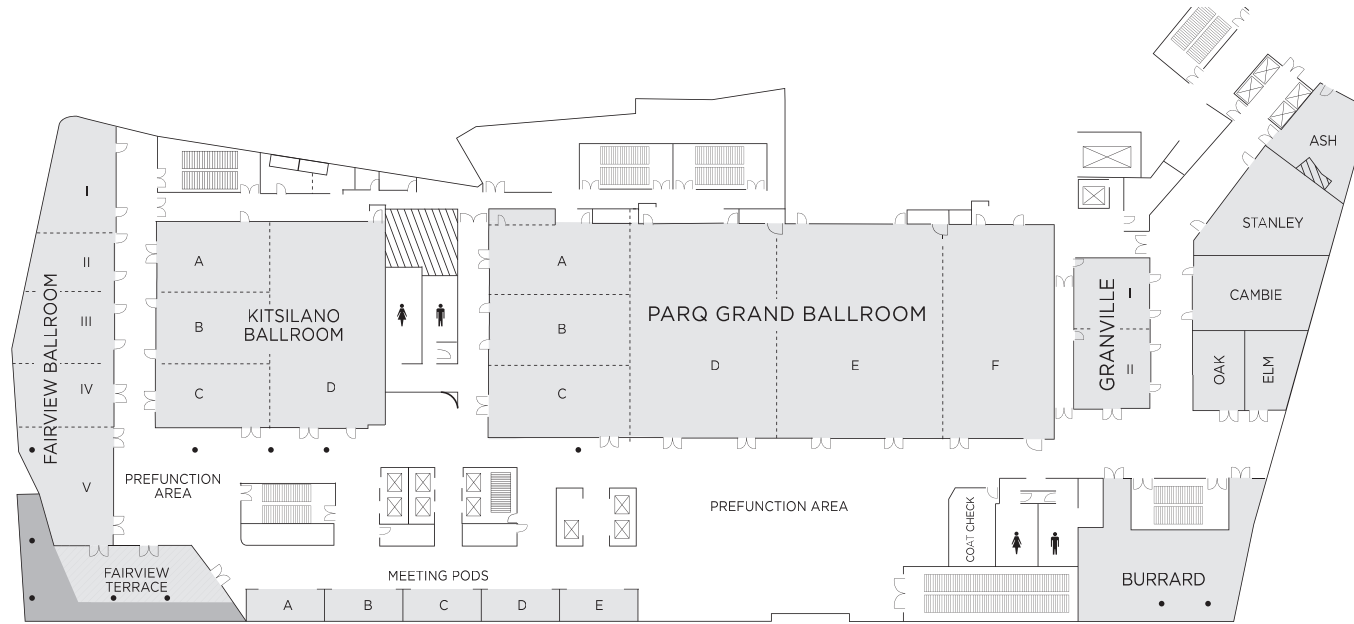 FAIRVIEW BALLROOM
I
II
III
IV
V
FAIRVIEW
TERRACE
KITSILANO
BALLROOM
A
B
C
D
PREFUNCTION
AREA
PARQ GRAND BALLROOM
A
B
C
D
E
F
PREFUNCTION AREA
MEETING PODS
A
B
C
D
E
COAT CHECK
GRANVILLE
I
II
ASH
STANLEY
CAMBIE
OAK
ELM
BURRARD